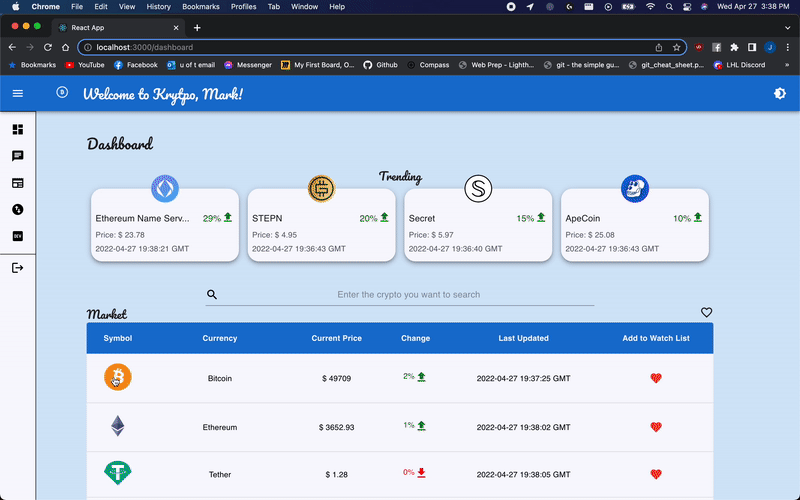 Chrome File Edit View History Bookmarks Profiles Tab Window Help Wed Apr 27 3:38 PM
React App
localhost:3000/dashboard
Bookmarks YouTube Facebook u of t email Messenger My First Board, O... Github Compass Web Prep - Lighth... git - the simple gu... git_cheat_sheet.p... LHL Discord »
Welcome to Krytpo, Mark!
Dashboard
Trending
Ethereum Name Serv... 29% STEPN 20% Secret 15% ApeCoin 10%
Price: $ 23.78 Price: $ 4.95 Price: $ 5.97 Price: $ 25.08
2022-04-27 19:38:21 GMT 2022-04-27 19:36:43 GMT 2022-04-27 19:36:40 GMT 2022-04-27 19:36:43 GMT
DEV
Enter the crypto you want to search
Market
Symbol Currency Current Price Change Last Updated Add to Watch List
Bitcoin $ 49709 2% 2022-04-27 19:37:25 GMT
Ethereum $ 3652.93 1% 2022-04-27 19:38:02 GMT
Tether $ 1.28 0% 2022-04-27 19:38:05 GMT